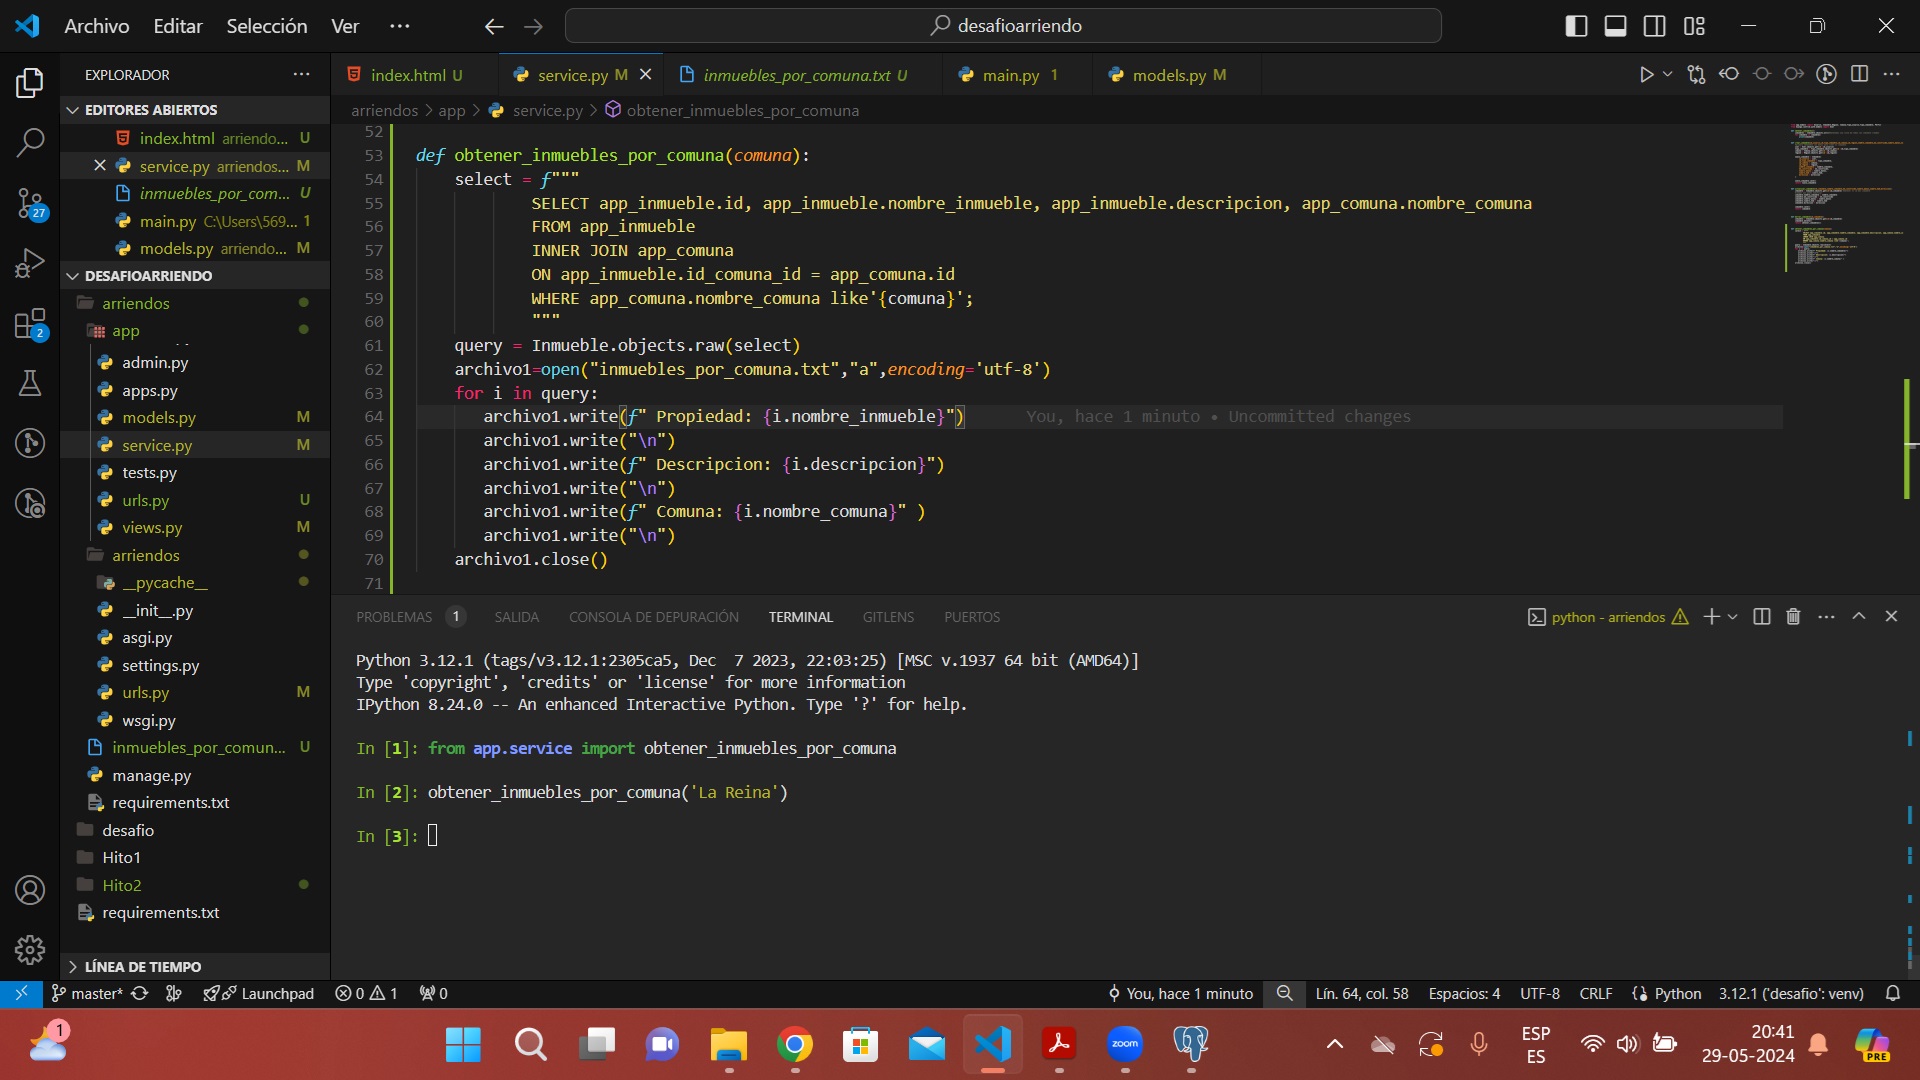 Archivo Editar Selección Ver ··· desafioarriendo
EXPLORADOR ···
EDITORES ABIERTOS
index.html arriendo... U
service.py arriendos... M
inmuebles_por_com... U
main.py C:\Users\569... 1
models.py arriendo... M
DESAFIOARRIENDO
arriendos
app
admin.py
apps.py
models.py M
service.py M
tests.py
urls.py U
views.py M
arriendos
__pycache__
__init__.py
asgi.py
settings.py
urls.py M
wsgi.py
inmuebles_por_comun... U
manage.py
requirements.txt
desafio
Hito1
Hito2
requirements.txt
LÍNEA DE TIEMPO
27
2
index.html U service.py M inmuebles_por_comuna.txt U main.py 1 models.py M
arriendos > app > service.py > obtener_inmuebles_por_comuna
52
53 def obtener_inmuebles_por_comuna(comuna):
54 select = f"""
55 SELECT app_inmueble.id, app_inmueble.nombre_inmueble, app_inmueble.descripcion, app_comuna.nombre_comuna
56 FROM app_inmueble
57 INNER JOIN app_comuna
58 ON app_inmueble.id_comuna_id = app_comuna.id
59 WHERE app_comuna.nombre_comuna like'{comuna}';
60 """
61 query = Inmueble.objects.raw(select)
62 archivo1=open("inmuebles_por_comuna.txt","a",encoding='utf-8')
63 for i in query:
64 archivo1.write(f" Propiedad: {i.nombre_inmueble}") You, hace 1 minuto • Uncommitted changes
65 archivo1.write("\n")
66 archivo1.write(f" Descripcion: {i.descripcion}")
67 archivo1.write("\n")
68 archivo1.write(f" Comuna: {i.nombre_comuna}" )
69 archivo1.write("\n")
70 archivo1.close()
71
PROBLEMAS 1 SALIDA CONSOLA DE DEPURACIÓN TERMINAL GITLENS PUERTOS python - arriendos
Python 3.12.1 (tags/v3.12.1:2305ca5, Dec  7 2023, 22:03:25) [MSC v.1937 64 bit (AMD64)]
Type 'copyright', 'credits' or 'license' for more information
IPython 8.24.0 -- An enhanced Interactive Python. Type '?' for help.
In [1]: from app.service import obtener_inmuebles_por_comuna
In [2]: obtener_inmuebles_por_comuna('La Reina')
In [3]:
master* Launchpad 0 1 0 You, hace 1 minuto Lín. 64, col. 58 Espacios: 4 UTF-8 CRLF Python 3.12.1 ('desafio': venv)
1 zoom ESP 20:41
ES 29-05-2024 PRE